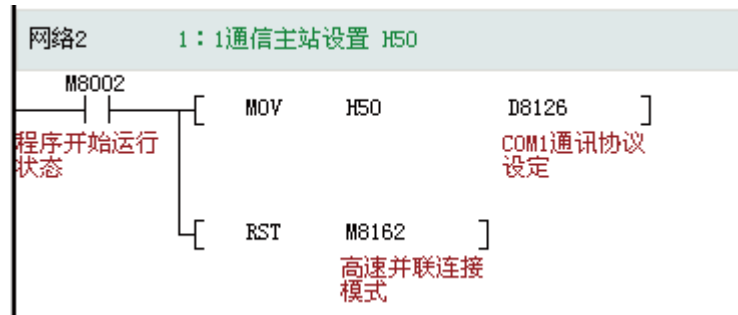 网络2 1：1通信主站设置 H50
M8002
MOV H50 D8126
程序开始运行
状态
COM1通讯协议
设定
RST M8162
高速并联连接
模式